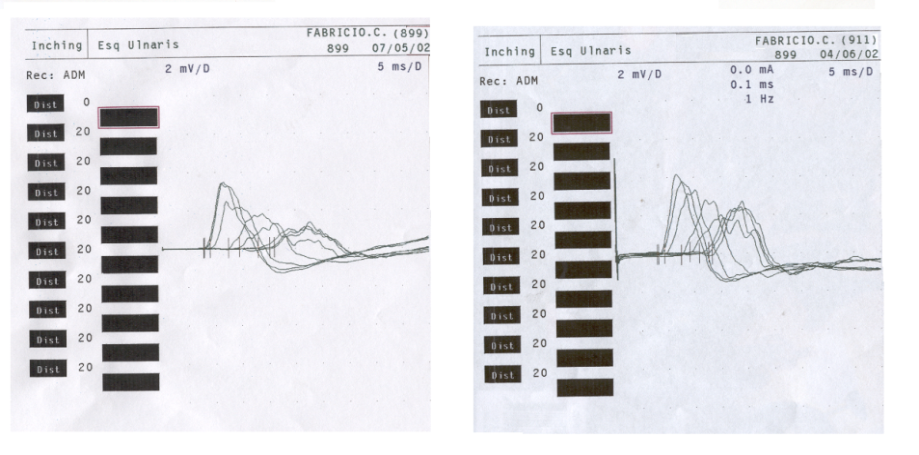 FABRICIO.C. (899)
Inching Esq Ulnaris 899 07/05/02
Rec: ADM 2 mV/D 5 ms/D
Dist 0
Dist 20
Dist 20
Dist 20
Dist 20
Dist 20
Dist 20
Dist 20
Dist 20
Dist 20
FABRICIO.C. (911)
Inching Esq Ulnaris 899 04/06/02
Rec: ADM 2 mV/D 0.0 mA 5 ms/D
0.1 ms
1 Hz
Dist 0
Dist 20
Dist 20
Dist 20
Dist 20
Dist 20
Dist 20
Dist 20
Dist 20
Dist 20